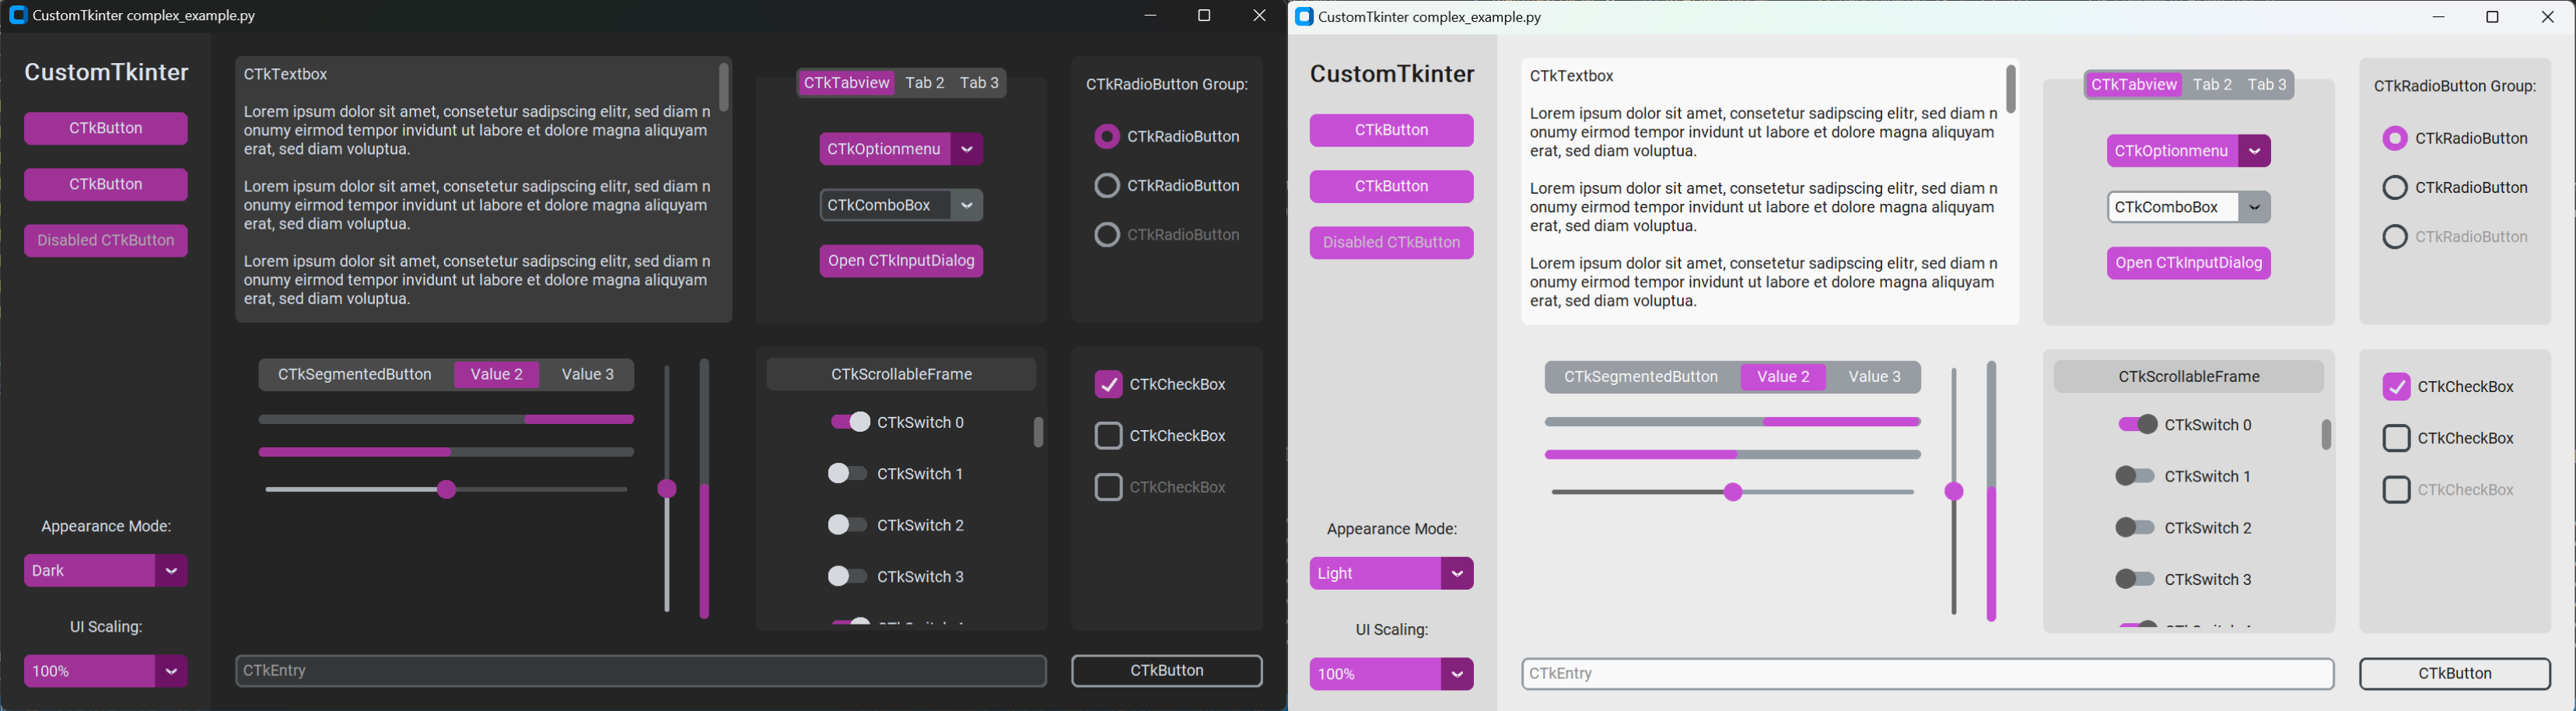 CustomTkinter complex_example.py
CustomTkinter
CTkButton
CTkButton
Disabled CTkButton
Appearance Mode:
Dark
UI Scaling:
100%
CTkTextbox
Lorem ipsum dolor sit amet, consetetur sadipscing elitr, sed diam n
onumy eirmod tempor invidunt ut labore et dolore magna aliquyam
erat, sed diam voluptua.
Lorem ipsum dolor sit amet, consetetur sadipscing elitr, sed diam n
onumy eirmod tempor invidunt ut labore et dolore magna aliquyam
erat, sed diam voluptua.
Lorem ipsum dolor sit amet, consetetur sadipscing elitr, sed diam n
onumy eirmod tempor invidunt ut labore et dolore magna aliquyam
erat, sed diam voluptua.
CTkTabview Tab 2 Tab 3
CTkOptionmenu
CTkComboBox
Open CTkInputDialog
CTkRadioButton Group:
CTkRadioButton
CTkRadioButton
CTkRadioButton
CTkSegmentedButton Value 2 Value 3
CTkScrollableFrame
CTkSwitch 0
CTkSwitch 1
CTkSwitch 2
CTkSwitch 3
CTkCheckBox
CTkCheckBox
CTkCheckBox
CTkEntry
CTkButton
CustomTkinter complex_example.py
CustomTkinter
CTkButton
CTkButton
Disabled CTkButton
Appearance Mode:
Light
UI Scaling:
100%
CTkTextbox
Lorem ipsum dolor sit amet, consetetur sadipscing elitr, sed diam n
onumy eirmod tempor invidunt ut labore et dolore magna aliquyam
erat, sed diam voluptua.
Lorem ipsum dolor sit amet, consetetur sadipscing elitr, sed diam n
onumy eirmod tempor invidunt ut labore et dolore magna aliquyam
erat, sed diam voluptua.
Lorem ipsum dolor sit amet, consetetur sadipscing elitr, sed diam n
onumy eirmod tempor invidunt ut labore et dolore magna aliquyam
erat, sed diam voluptua.
CTkTabview Tab 2 Tab 3
CTkOptionmenu
CTkComboBox
Open CTkInputDialog
CTkRadioButton Group:
CTkRadioButton
CTkRadioButton
CTkRadioButton
CTkSegmentedButton Value 2 Value 3
CTkScrollableFrame
CTkSwitch 0
CTkSwitch 1
CTkSwitch 2
CTkSwitch 3
CTkCheckBox
CTkCheckBox
CTkCheckBox
CTkEntry
CTkButton